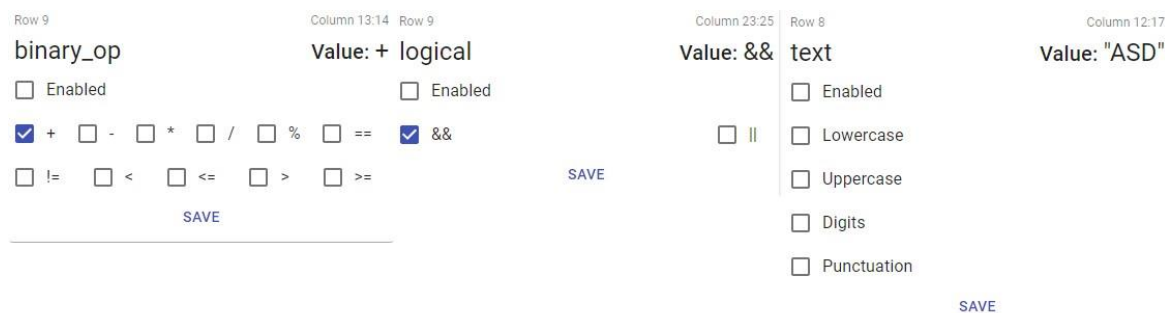 Row 9 Column 13:14
binary_op Value: +
Enabled
+ - * / % ==
!= < <= > >=
SAVE
Row 9 Column 23:25
logical Value: &&
Enabled
&& ||
SAVE
Row 8 Column 12:17
text Value: "ASD"
Enabled
Lowercase
Uppercase
Digits
Punctuation
SAVE